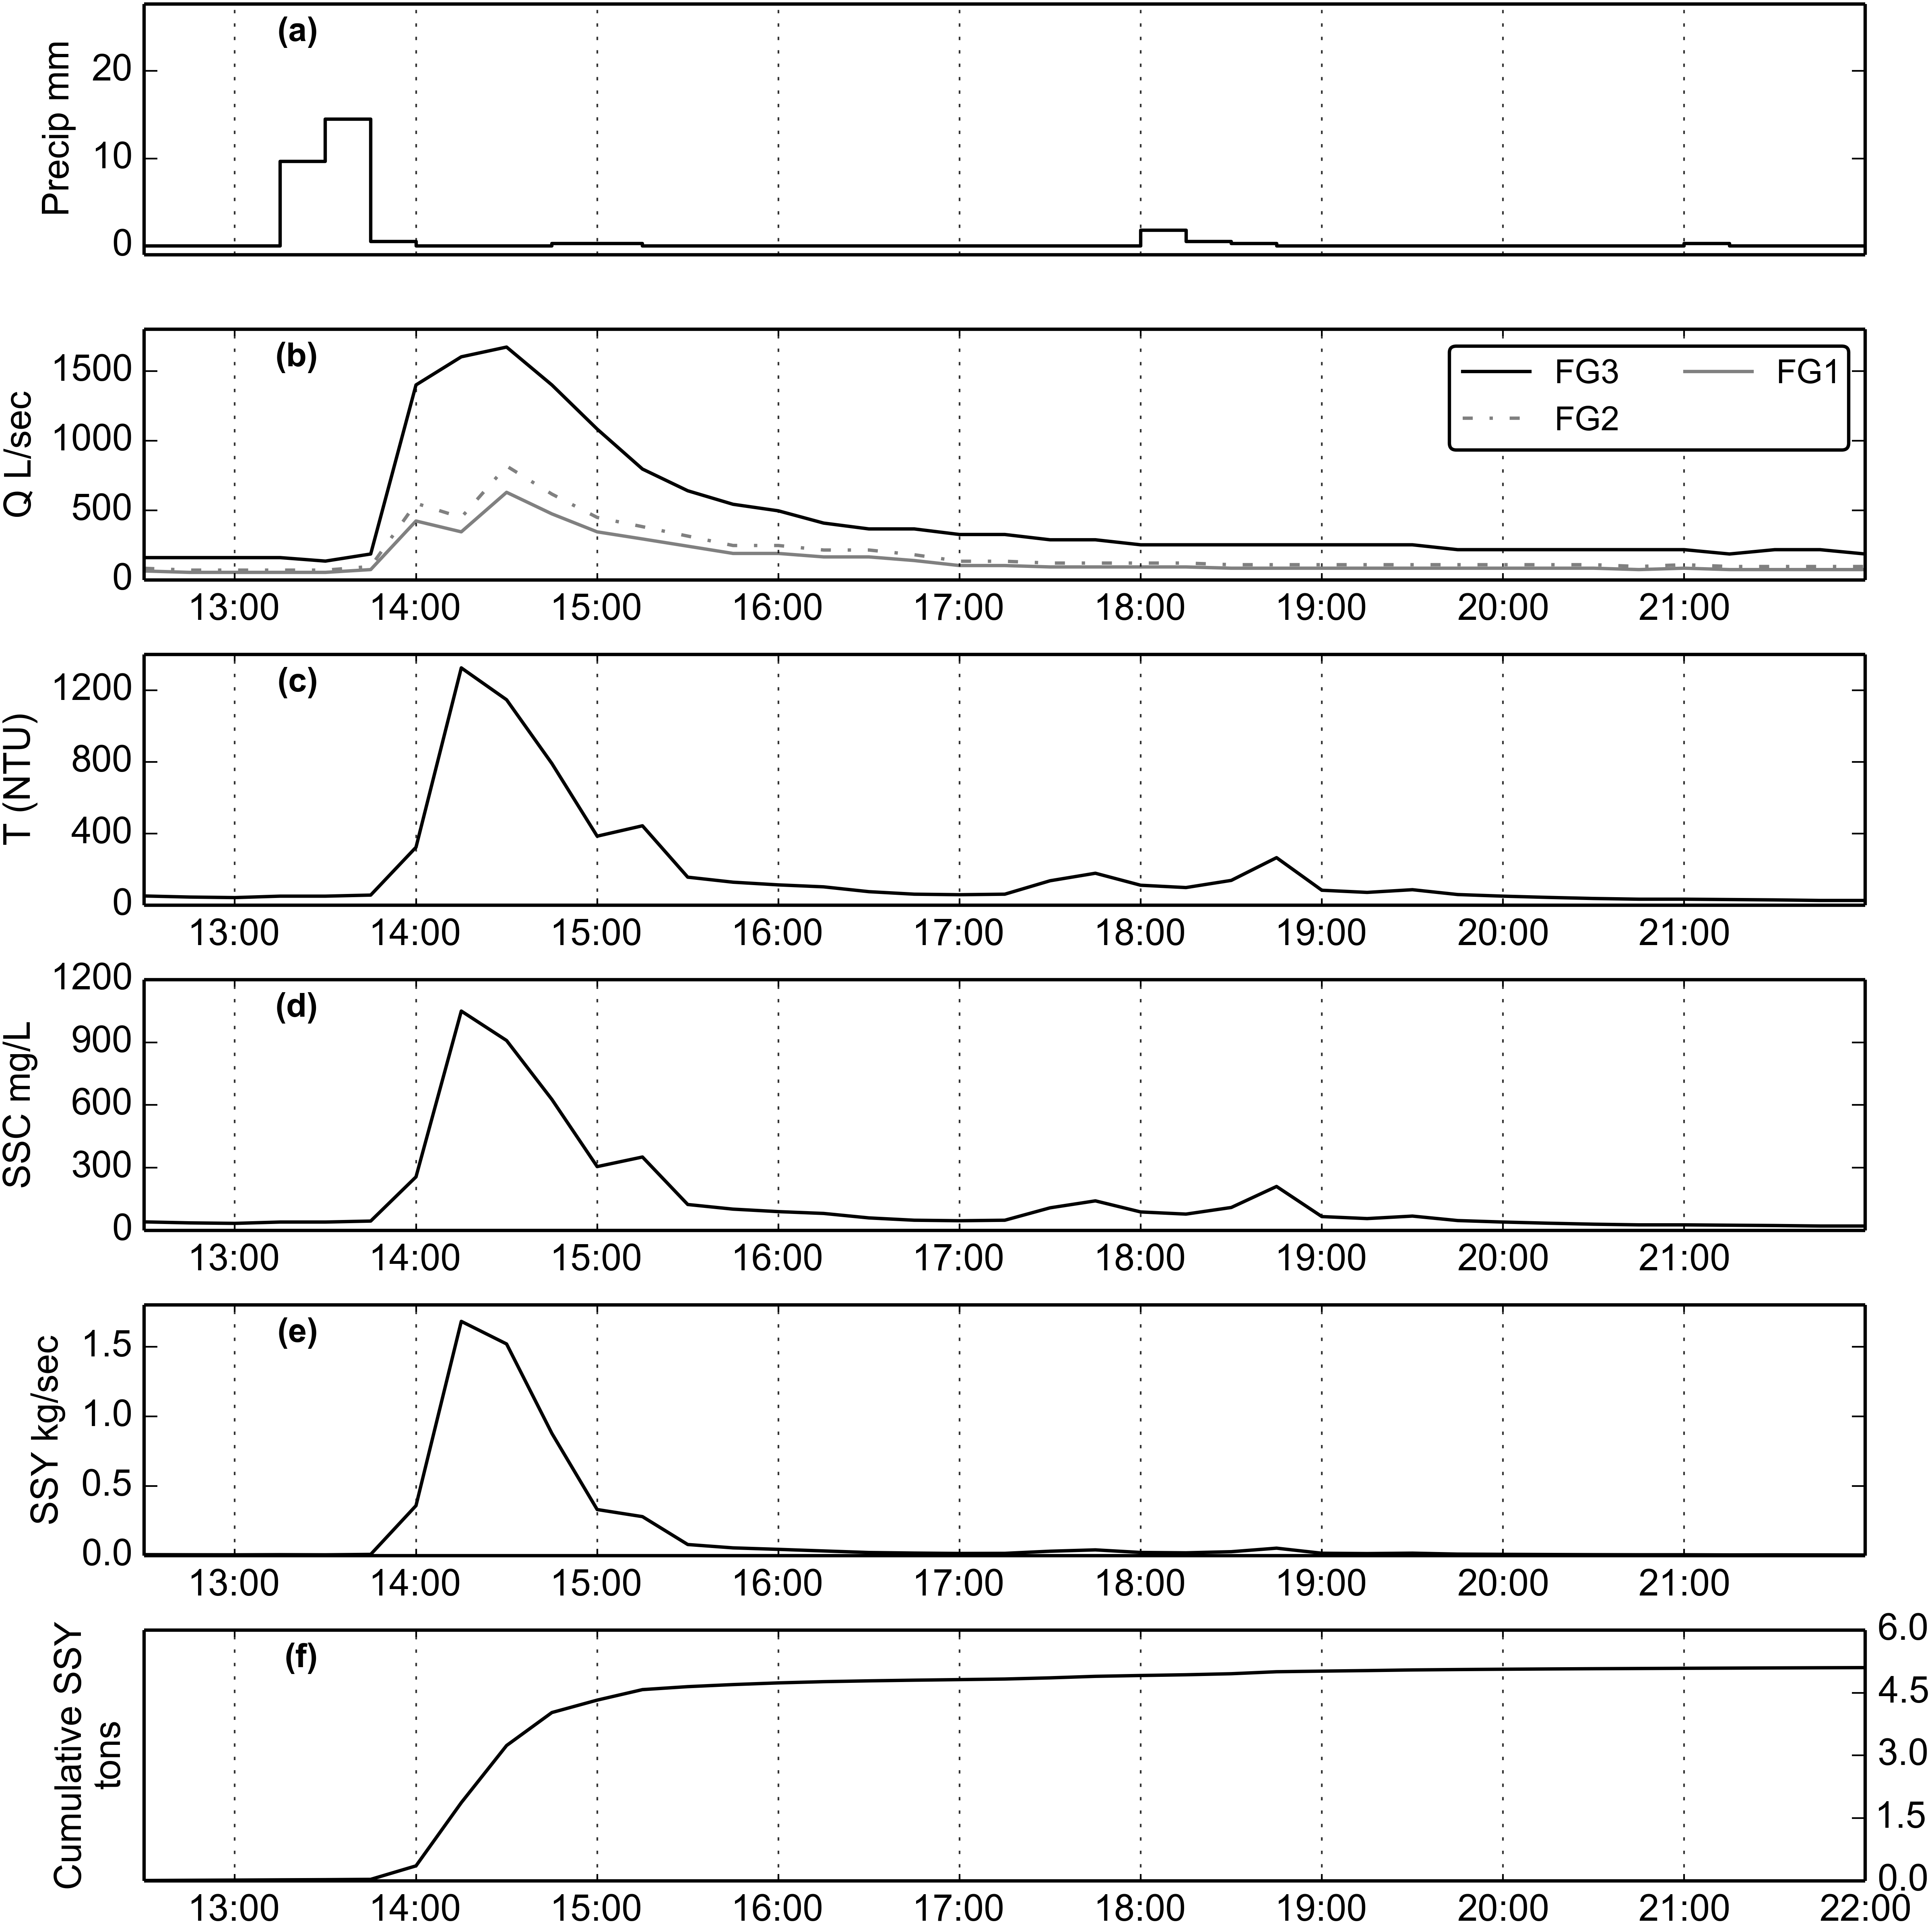 (a)
Precip mm
20
10
0
(b)
Q L/sec
1500
1000
500
0
FG3
FG1
FG2
13:00 14:00 15:00 16:00 17:00 18:00 19:00 20:00 21:00
(c)
T (NTU)
1200
800
400
0
13:00 14:00 15:00 16:00 17:00 18:00 19:00 20:00 21:00
(d)
SSC mg/L
1200
900
600
300
0
13:00 14:00 15:00 16:00 17:00 18:00 19:00 20:00 21:00
(e)
SSY kg/sec
1.5
1.0
0.5
0.0
13:00 14:00 15:00 16:00 17:00 18:00 19:00 20:00 21:00
(f)
Cumulative SSY
tons
6.0
4.5
3.0
1.5
0.0
13:00 14:00 15:00 16:00 17:00 18:00 19:00 20:00 21:00 22:00